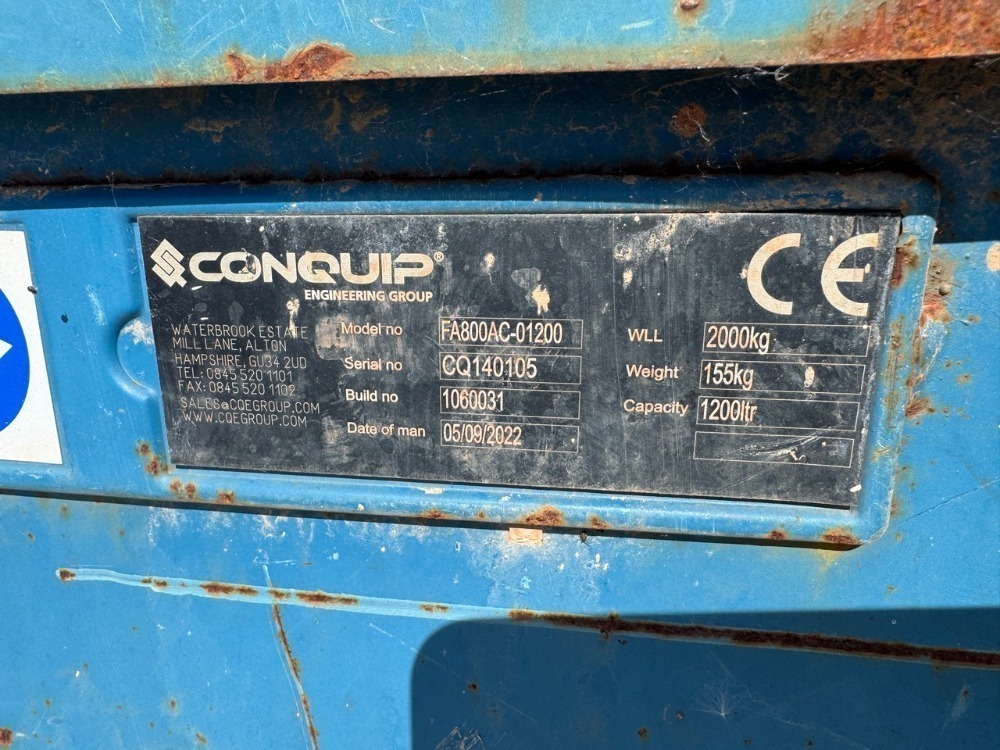 CONQUIP®
ENGINEERING GROUP
CE
WATERBROOK ESTATE
MILL LANE, ALTON
HAMPSHIRE, GU34 2UD
TEL: 0845 520 1101
FAX: 0845 520 1102
SALES@CQEGROUP.COM
WWW.CQEGROUP.COM
Model no FA800AC-01200
Serial no CQ140105
Build no 1060031
Date of man 05/09/2022
WLL 2000kg
Weight 155kg
Capacity 1200ltr